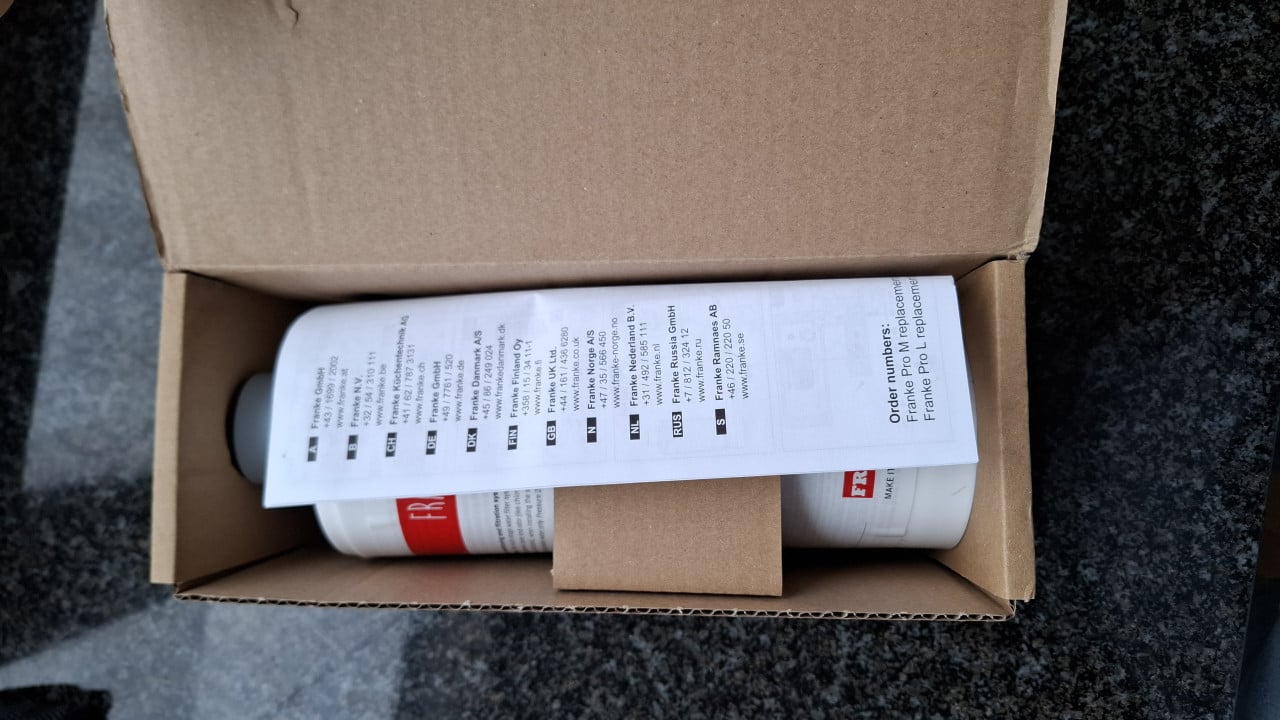 A Franke GmbH
+43 / 1699 / 2002
www.franke.at
B Franke N.V.
+32 / 54 / 310 111
www.franke.be
CH Franke Küchentechnik AG
+41 / 62 / 787 3131
www.franke.ch
DE Franke GmbH
+49 / 7761 / 520
www.franke.de
DK Franke Danmark A/S
+45 / 86 / 249 024
www.frankedanmark.dk
FIN Franke Finland Oy
+358 / 15 / 34 11-1
www.franke.fi
GB Franke UK Ltd.
+44 / 161 / 436 6280
www.franke.co.uk
N Franke Norge A/S
+47 / 35 / 566 450
www.franke-norge.no
NL Franke Nederland B.V.
+31 / 492 / 585 111
www.franke.nl
RUS Franke Russia GmbH
+7 / 812 / 324 12
www.franke.ru
S Franke Ramnaes AB
+46 / 220 / 220 50
www.franke.se
Order numbers:
Franke Pro M replacemen
Franke Pro L replacemen
FRA
FR
MAKE IT